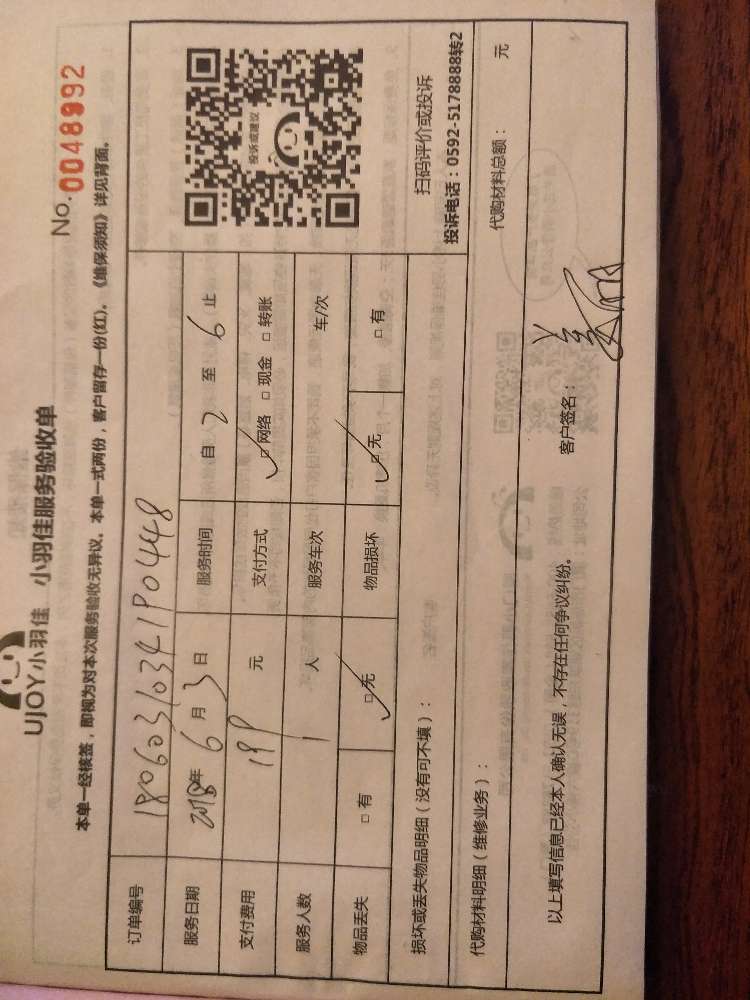 UJOY小羽佳 小羽佳服务验收单
No. 0048992
本单一经核签，即视为对本次服务验收无异议。本单一式两份，客户留存一份(红)。《维保须知》详见背面。
订单编号 180603103419P0448
服务日期 2018年 6 月 3 日 服务时间 自 2 至 6 止
支付费用 199 元 支付方式 ☑网络 □现金 □转账
服务人数 1 人 服务车次 车/次
物品丢失 □有 ☑无 物品损坏 ☑无 □有
投诉或建议
扫码评价或投诉
投诉电话：0592-5178888转2
损坏或丢失物品明细（没有可不填）：
代购材料明细（维修业务）： 代购材料总额： 元
以上填写信息已经本人确认无误，不存在任何争议纠纷。 客户签名：